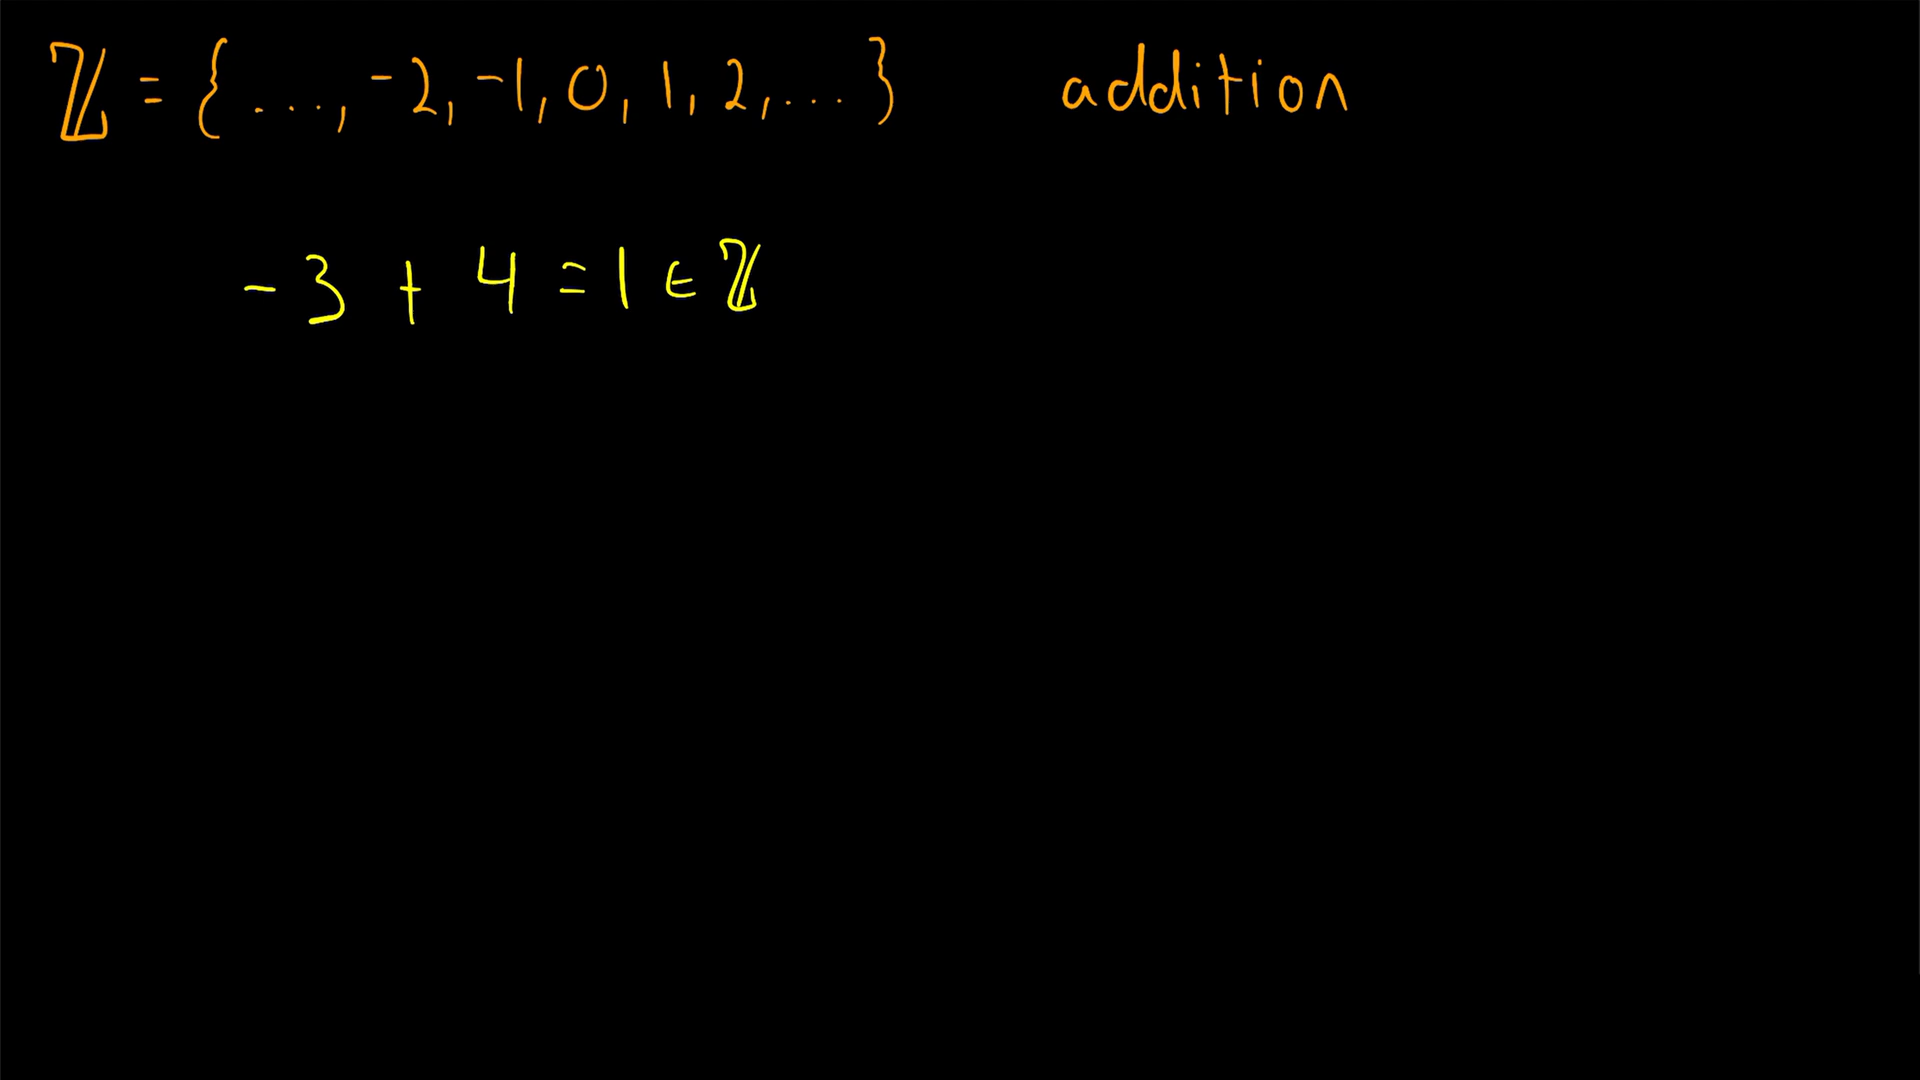 ℤ = {..., -2, -1, 0, 1, 2, ...} addition
-3 + 4 = 1 ∈ ℤ